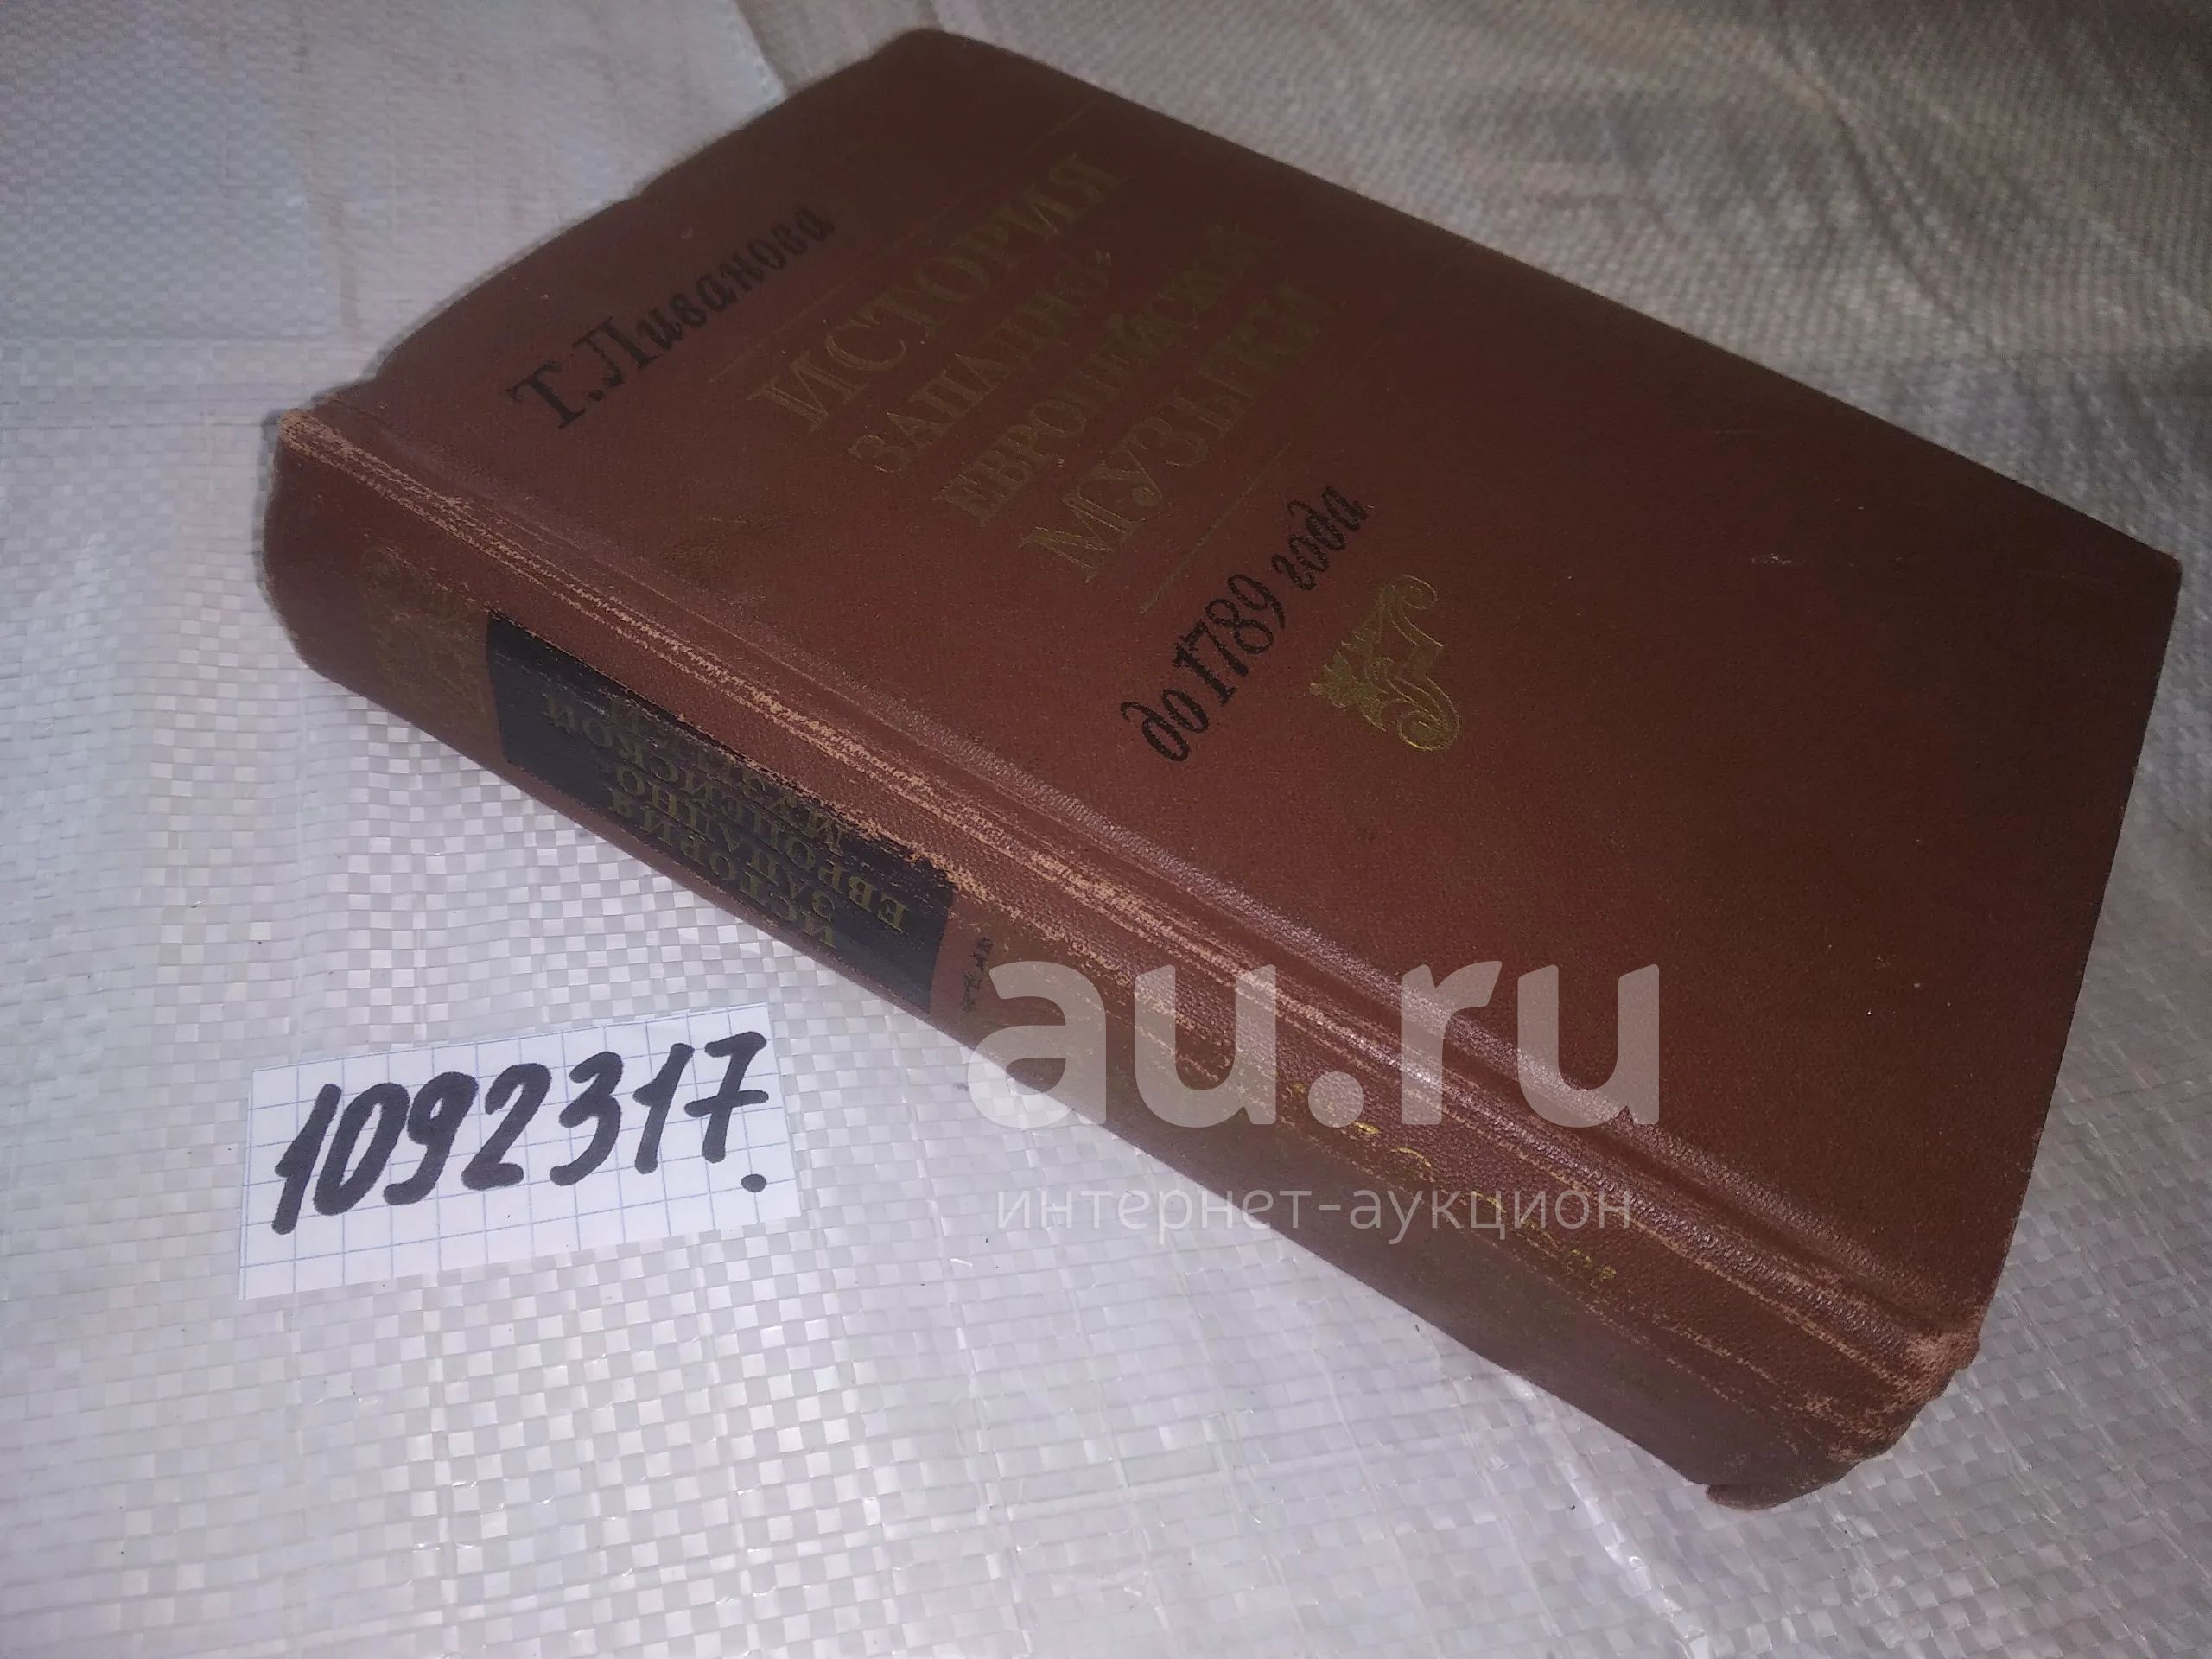 Т. Ливанова
ИСТОРИЯ
ЗАПАДНО-
ЕВРОПЕЙСКОЙ
МУЗЫКИ
до 1789 года
ИСТОРИЯ
ЗАПАДНО
ЕВРОПЕЙСКОЙ
МУЗЫКИ
1092317.
au.ru
интернет-аукцион